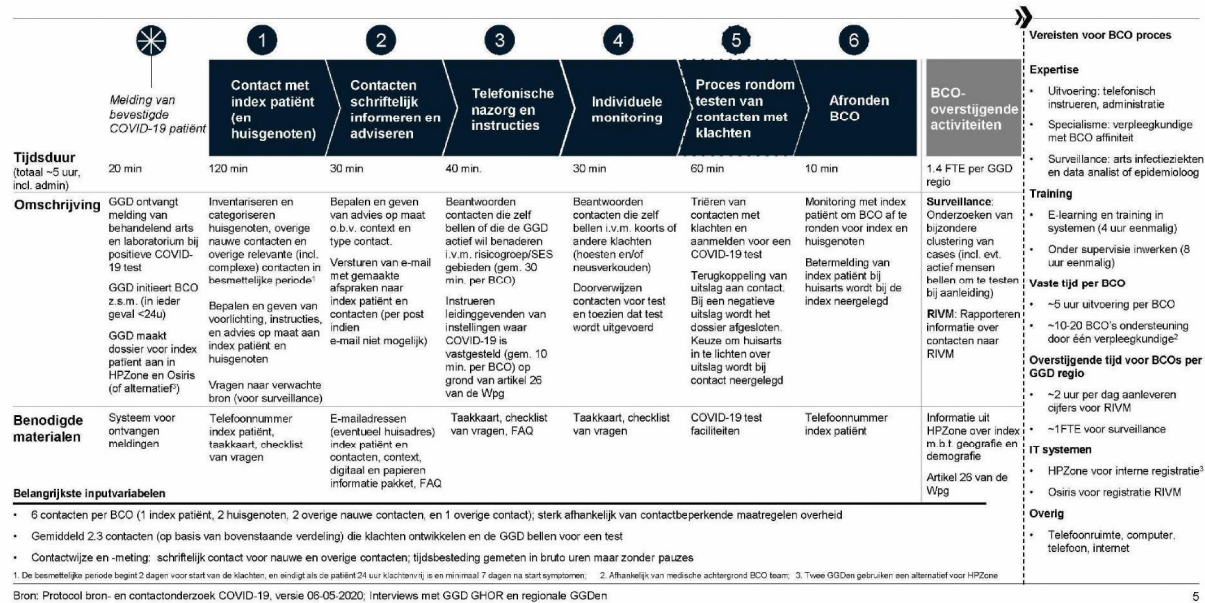 Melding van
bevestigde
COVID-19 patiënt
1
Contact met
index patiënt
(en
huisgenoten)
2
Contacten
schriftelijk
informeren en
adviseren
3
Telefonische
nazorg en
instructies
4
Individuele
monitoring
5
Proces rondom
testen van
contacten met
klachten
6
Afronden
BCO
BCO-
overstijgende
activiteiten
Tijdsduur
(totaal ~5 uur,
incl. admin)
20 min
120 min
30 min
40 min.
30 min
60 min
10 min
1.4 FTE per GGD
regio
Omschrijving
GGD ontvangt
melding van
behandelend arts
en laboratorium bij
positieve COVID-
19 test
GGD initieert BCO
z.s.m. (in ieder
geval <24u)
GGD maakt
dossier voor index
patient aan in
HPZone en Osiris
(of alternatief³)
Inventariseren en
categoriseren
huisgenoten, overige
nauwe contacten en
overige relevante (incl.
complexe) contacten in
besmettelijke periode¹
Bepalen en geven van
voorlichting, instructies,
en advies op maat aan
index patiënt en
huisgenoten
Vragen naar verwachte
bron (voor surveillance)
Bepalen en geven
van advies op maat
o.b.v. context en
type contact.
Versturen van e-mail
met gemaakte
afspraken naar
index patiënt en
contacten (per post
indien
e-mail niet mogelijk)
Beantwoorden
contacten die zelf
bellen of die de GGD
actief wil benaderen
i.v.m. risicogroep/SES
gebieden (gem. 30
min. per BCO)
Instrueren
leidinggevenden van
instellingen waar
COVID-19 is
vastgesteld (gem. 10
min. per BCO) op
grond van artikel 26
van de Wpg
Beantwoorden
contacten die zelf
bellen i.v.m. koorts of
andere klachten
(hoesten en/of
neusverkouden)
Doorverwijzen
contacten voor test
en toezien dat test
wordt uitgevoerd
Triëren van
contacten met
klachten en
aanmelden voor een
COVID-19 test
Terugkoppeling van
uitslag aan contact.
Bij een negatieve
uitslag wordt het
dossier afgesloten.
Keuze om huisarts
in te lichten over
uitslag wordt bij
contact neergelegd
Monitoring met index
patiënt om BCO af te
ronden voor index en
huisgenoten
Betermelding van
index patiënt bij
huisarts wordt bij de
index neergelegd
Surveillance:
Onderzoeken van
bijzondere
clustering van
cases (incl. evt.
actief mensen
bellen om te testen
bij aanleiding)
RIVM: Rapporteren
informatie over
contacten naar
RIVM
Benodigde
materialen
Systeem voor
ontvangen
meldingen
Telefoonnummer
index patiënt,
taakkaart, checklist
van vragen
E-mailadressen
(eventueel huisadres)
index patiënt en
contacten, context,
digitaal en papieren
informatie pakket, FAQ
Taakkaart, checklist
van vragen, FAQ
Taakkaart, checklist
van vragen
COVID-19 test
faciliteiten
Telefoonnummer
index patiënt
Informatie uit
HPZone over index
m.b.t. geografie en
demografie
Artikel 26 van de
Wpg
Belangrijkste inputvariabelen
• 6 contacten per BCO (1 index patiënt, 2 huisgenoten, 2 overige nauwe contacten, en 1 overige contact); sterk afhankelijk van contactbeperkende maatregelen overheid
• Gemiddeld 2.3 contacten (op basis van bovenstaande verdeling) die klachten ontwikkelen en de GGD bellen voor een test
• Contactwijze en -meting: schriftelijk contact voor nauwe en overige contacten; tijdsbesteding gemeten in bruto uren maar zonder pauzes
Vereisten voor BCO proces
Expertise
• Uitvoering: telefonisch
instrueren, administratie
• Specialisme: verpleegkundige
met BCO affiniteit
• Surveillance: arts infectieziekten
en data analist of epidemioloog
Training
• E-learning en training in
systemen (4 uur eenmalig)
• Onder supervisie inwerken (8
uur eenmalig)
Vaste tijd per BCO
• ~5 uur uitvoering per BCO
• ~10-20 BCO's ondersteuning
door één verpleegkundige²
Overstijgende tijd voor BCOs per
GGD regio
• ~2 uur per dag aanleveren
cijfers voor RIVM
• ~1FTE voor surveillance
IT systemen
• HPZone voor interne registratie³
• Osiris voor registratie RIVM
Overig
• Telefoonruimte, computer,
telefoon, internet
1. De besmettelijke periode begint 2 dagen voor start van de klachten, en eindigt als de patiënt 24 uur klachtenvrij is en minimaal 7 dagen na start symptomen; 2. Afhankelijk van medische achtergrond BCO team; 3. Twee GGDen gebruiken een alternatief voor HPZone
Bron: Protocol bron- en contactonderzoek COVID-19, versie 06-05-2020; Interviews met GGD GHOR en regionale GGDen
5